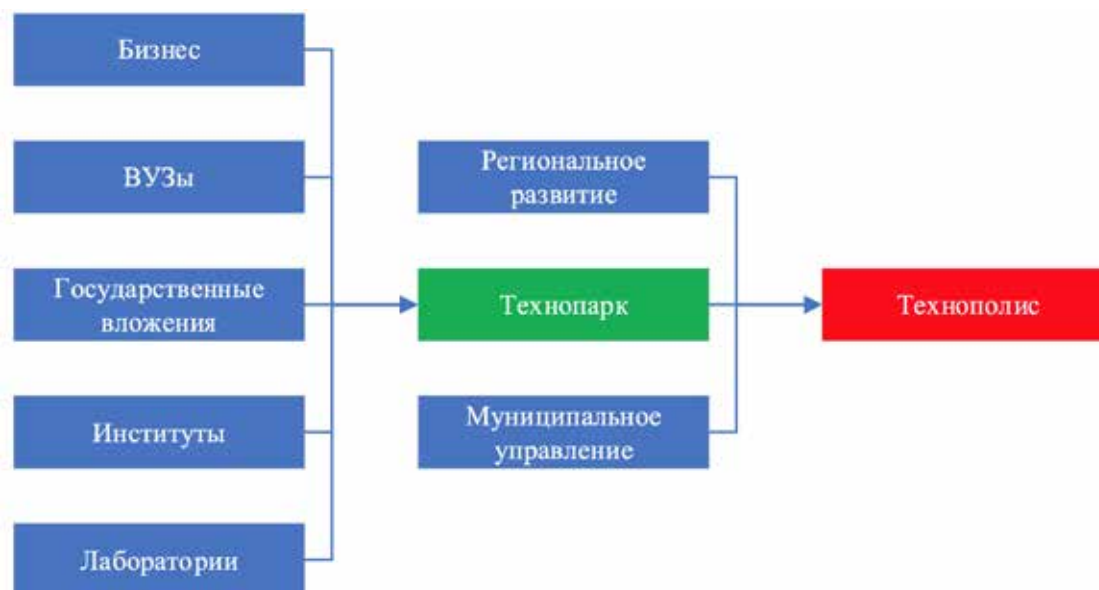 Бизнес
ВУЗы
Государственные
вложения
Институты
Лаборатории
Региональное
развитие
Технопарк
Муниципальное
управление
Технополис